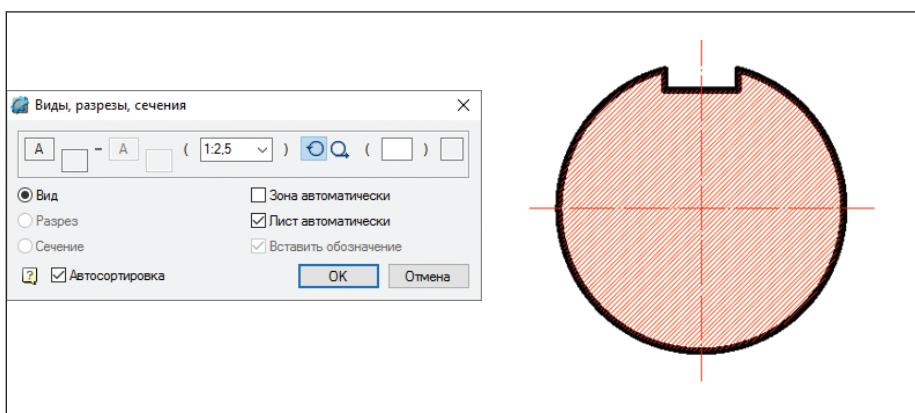 Виды, разрезы, сечения
А - А ( 1:2,5 ) ( )
Вид
Зона автоматически
Разрез
Лист автоматически
Сечение
Вставить обозначение
? Автосортировка
OK
Отмена